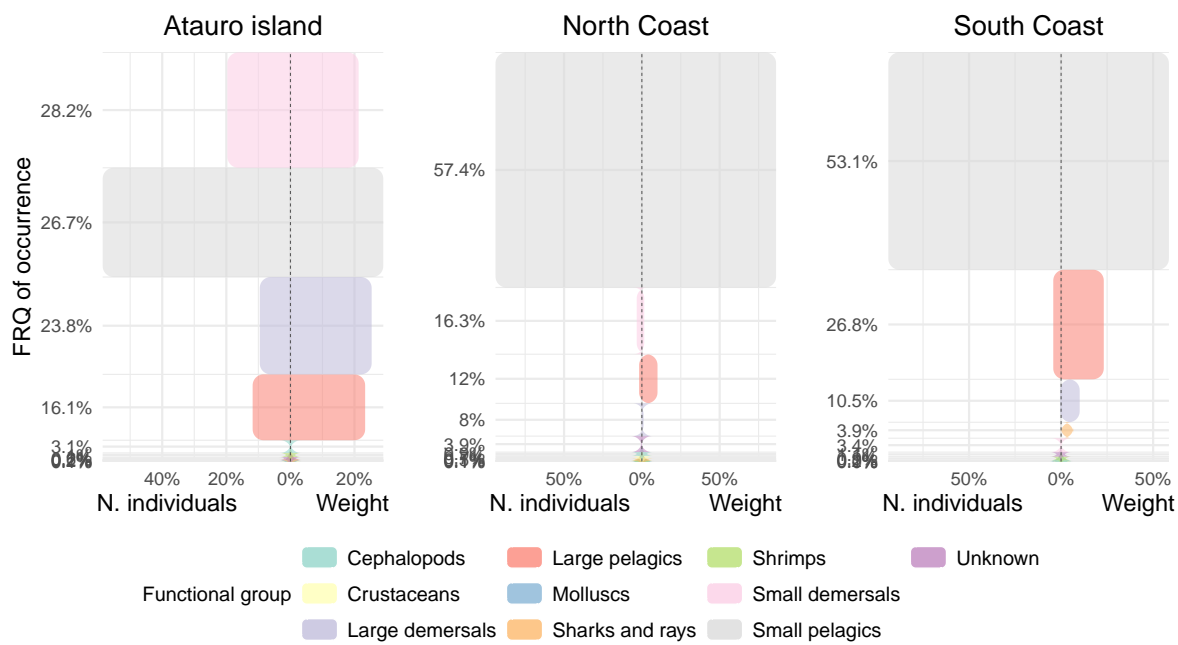 Atauro island
North Coast
South Coast
FRQ of occurrence
28.2%
26.7%
23.8%
16.1%
3.1%
57.4%
16.3%
12%
8%
3.9%
53.1%
26.8%
10.5%
3.9%
3.4%
40% 20% 0% 20%
50% 0% 50%
50% 0% 50%
N. individuals Weight
N. individuals Weight
N. individuals Weight
Functional group
Cephalopods Large pelagics Shrimps Unknown
Crustaceans Molluscs Small demersals
Large demersals Sharks and rays Small pelagics